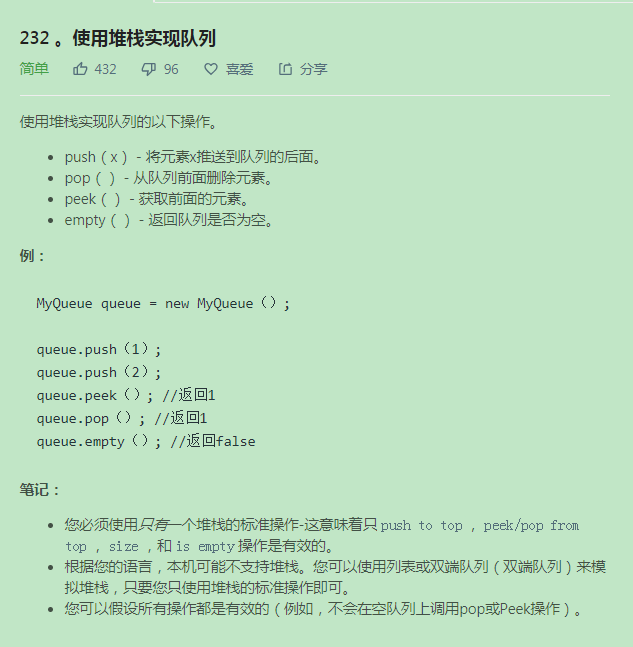 232 。使用堆栈实现队列
简单 432 96 喜爱 分享
使用堆栈实现队列的以下操作。
• push（x）- 将元素x推送到队列的后面。
• pop（）- 从队列前面删除元素。
• peek（）- 获取前面的元素。
• empty（）- 返回队列是否为空。
例：
MyQueue queue = new MyQueue（）;
queue.push（1）;
queue.push（2）;
queue.peek（）; //返回1
queue.pop（）; //返回1
queue.empty（）; //返回false
笔记：
• 您必须使用只有一个堆栈的标准操作-这意味着只 push to top ，peek/pop from
top ，size ，和 is empty 操作是有效的。
• 根据您的语言，本机可能不支持堆栈。您可以使用列表或双端队列（双端队列）来模
拟堆栈，只要您只使用堆栈的标准操作即可。
• 您可以假设所有操作都是有效的（例如，不会在空队列上调用pop或Peek操作）。